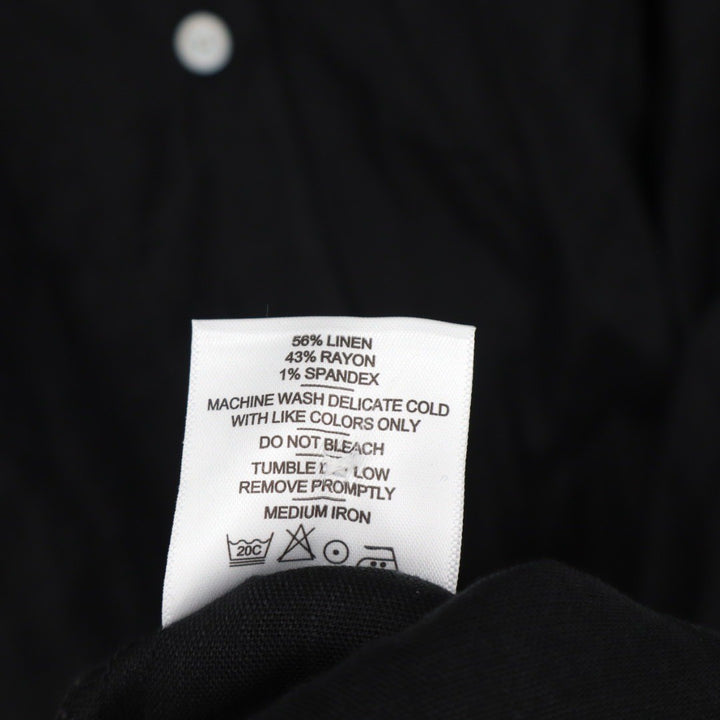 56% LINEN
43% RAYON
1% SPANDEX
MACHINE WASH DELICATE COLD
WITH LIKE COLORS ONLY
DO NOT BLEACH
TUMBLE LOW
REMOVE PROMPTLY
MEDIUM IRON
20C